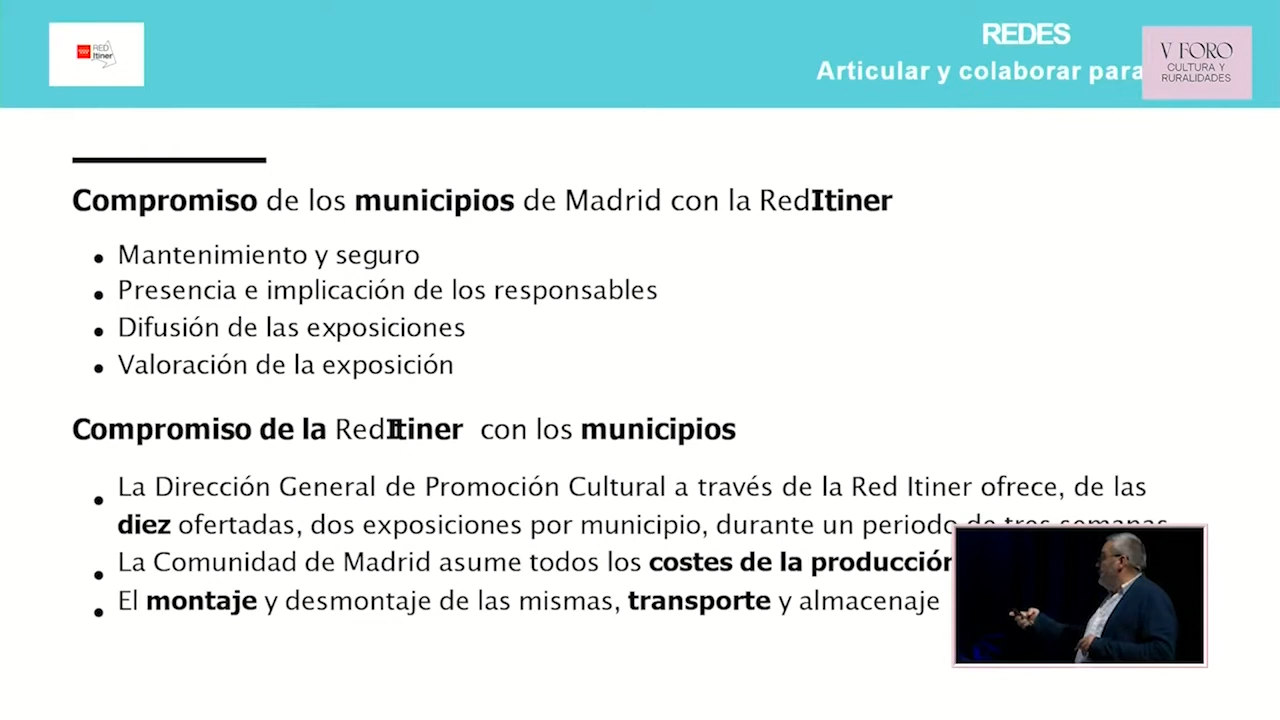 RED
Itiner
REDES
Articular y colaborar para
V FORO
CULTURA Y
RURALIDADES
Compromiso de los municipios de Madrid con la RedItiner
• Mantenimiento y seguro
• Presencia e implicación de los responsables
• Difusión de las exposiciones
• Valoración de la exposición
Compromiso de la RedItiner con los municipios
• La Dirección General de Promoción Cultural a través de la Red Itiner ofrece, de las
diez ofertadas, dos exposiciones por municipio, durante un periodo de tres semanas
• La Comunidad de Madrid asume todos los costes de la producción
• El montaje y desmontaje de las mismas, transporte y almacenaje